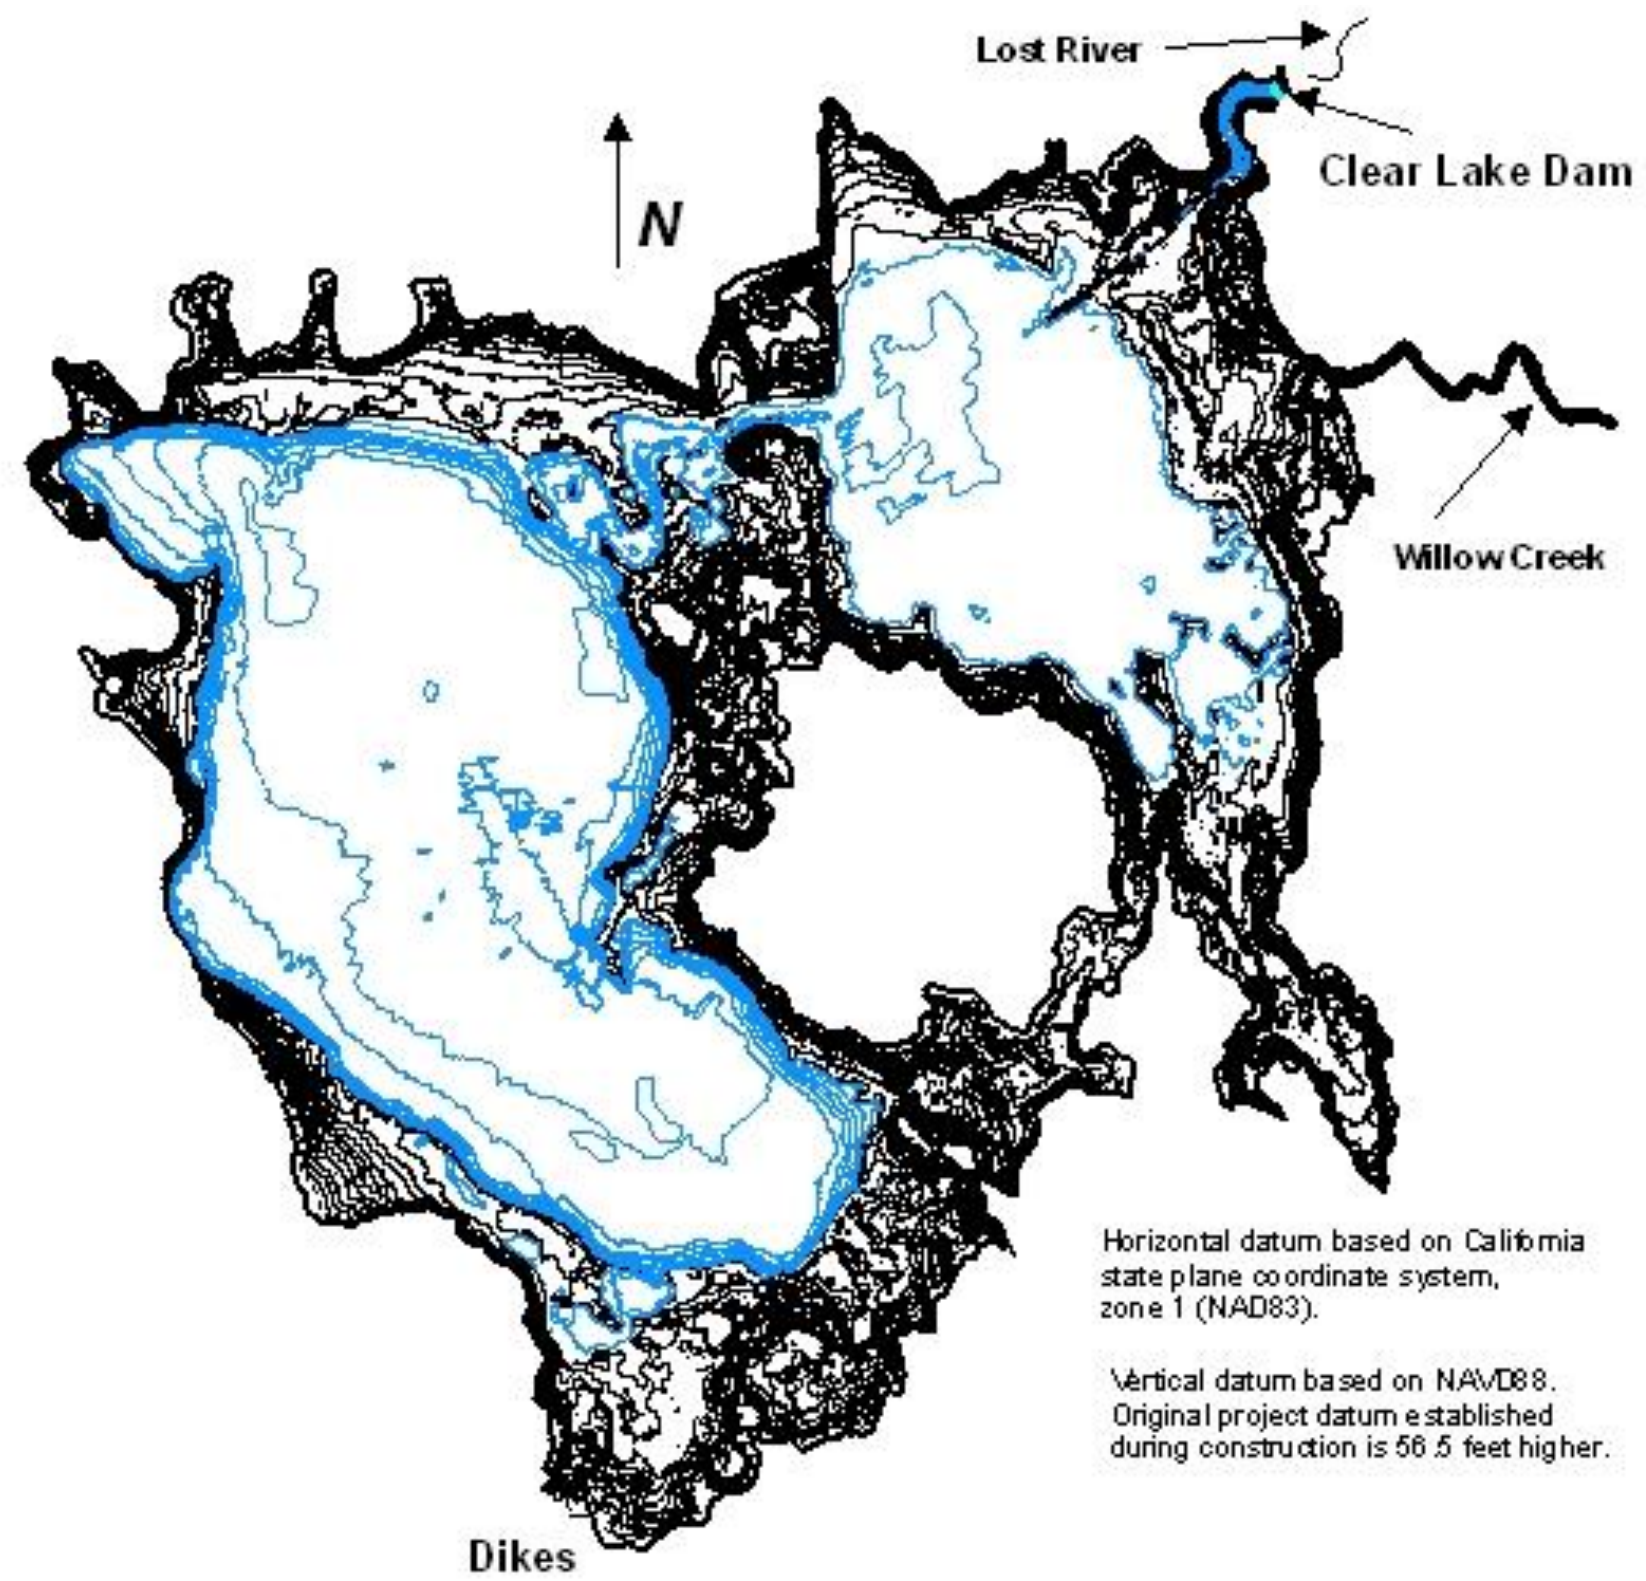 Lost River
Clear Lake Dam
N
Willow Creek
Horizontal datum based on California
state plane coordinate system,
zone 1 (NAD83).
Vertical datum based on NAVD88.
Original project datum established
during construction is 56.5 feet higher.
Dikes